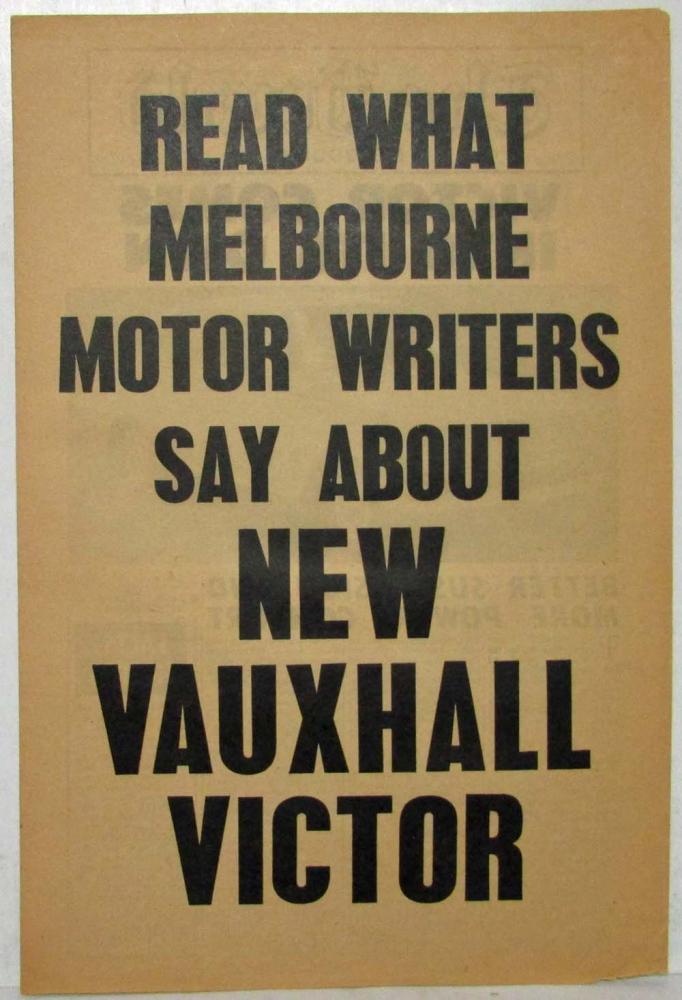 READ WHAT
MELBOURNE
MOTOR WRITERS
SAY ABOUT
NEW
VAUXHALL
VICTOR